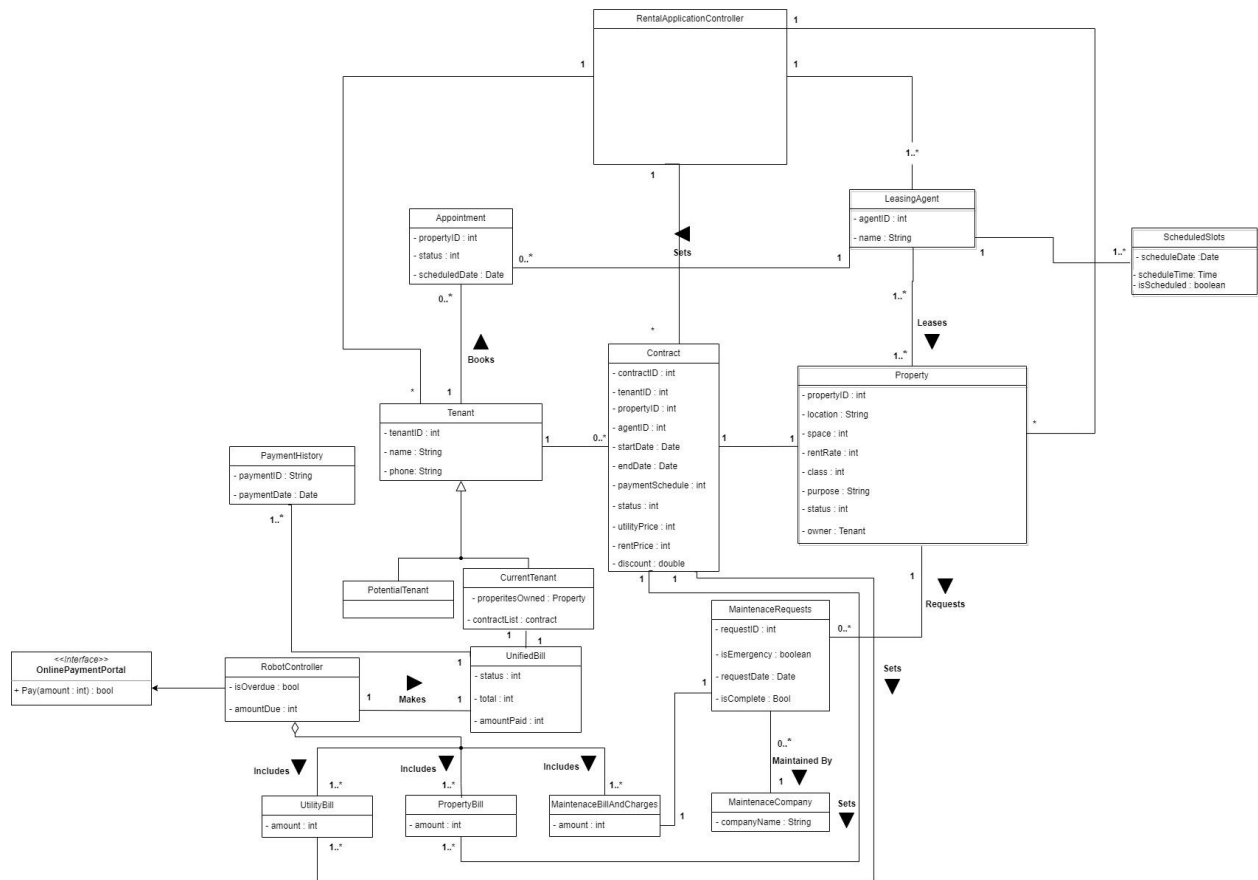 RentalApplicationController
1
1
1
1
*
1..*
Sets
*
LeasingAgent
- agentID : int
- name : String
1
1
1..*
ScheduledSlots
- scheduleDate :Date
- scheduleTime: Time
- isScheduled : boolean
Appointment
- propertyID : int
- status : int
- scheduledDate : Date
0..*
0..*
Books
1
*
1..*
Leases
1..*
Contract
- contractID : int
- tenantID : int
- propertyID : int
- agentID : int
- startDate : Date
- endDate : Date
- paymentSchedule : int
- status : int
- utilityPrice : int
- rentPrice : int
- discount : double
1
1
Property
- propertyID : int
- location : String
- space : int
- rentRate : int
- class : int
- purpose : String
- status : int
- owner : Tenant
1
1
Tenant
- tenantID : int
- name : String
- phone: String
1
0..*
PaymentHistory
- paymentID : String
- paymentDate : Date
1..*
PotentialTenant
CurrentTenant
- properitesOwned : Property
- contractList : contract
1
1
1
Requests
0..*
MaintenaceRequests
- requestID : int
- isEmergency : boolean
- requestDate : Date
- isComplete : Bool
1
UnifiedBill
- status : int
- total : int
- amountPaid : int
1
<<interface>>
OnlinePaymentPortal
+ Pay(amount : int) : bool
RobotController
- isOverdue : bool
- amountDue : int
1
Makes
1
Sets
0..*
Maintained By
1
Includes
Includes
Includes
1..*
1..*
1..*
UtilityBill
- amount : int
1..*
PropertyBill
- amount : int
1..*
MaintenaceBillAndCharges
- amount : int
1
MaintenaceCompany
- companyName : String
Sets